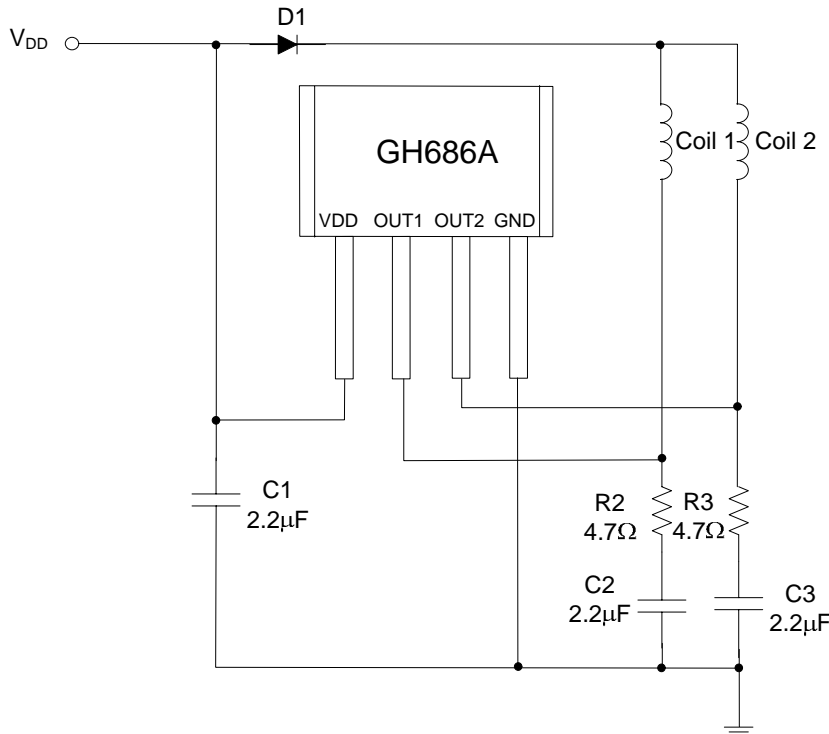 D1
VDD
Coil 1
Coil 2
GH686A
VDD OUT1 OUT2 GND
C1
2.2μF
R2
4.7Ω
R3
4.7Ω
C2
2.2μF
C3
2.2μF